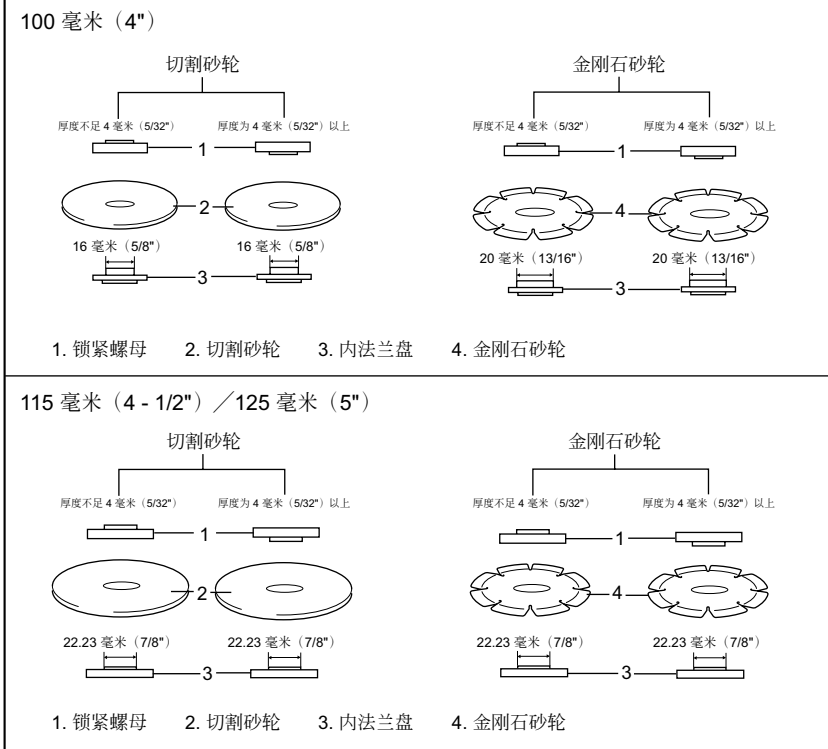 100 毫米（4"）
切割砂轮 金刚石砂轮
厚度不足 4 毫米（5/32"） 厚度为 4 毫米（5/32"）以上 厚度不足 4 毫米（5/32"） 厚度为 4 毫米（5/32"）以上
1 1
2 4
16 毫米（5/8"） 16 毫米（5/8"） 20 毫米（13/16"） 20 毫米（13/16"）
3 3
1. 锁紧螺母 2. 切割砂轮 3. 内法兰盘 4. 金刚石砂轮
115 毫米（4 - 1/2"）／125 毫米（5"）
切割砂轮 金刚石砂轮
厚度不足 4 毫米（5/32"） 厚度为 4 毫米（5/32"）以上 厚度不足 4 毫米（5/32"） 厚度为 4 毫米（5/32"）以上
1 1
2 4
22.23 毫米（7/8"） 22.23 毫米（7/8"） 22.23 毫米（7/8"） 22.23 毫米（7/8"）
3 3
1. 锁紧螺母 2. 切割砂轮 3. 内法兰盘 4. 金刚石砂轮